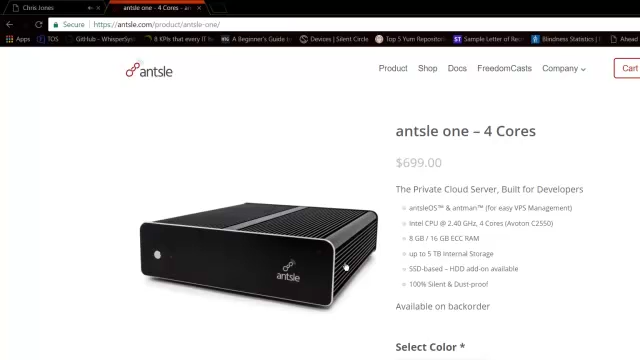 Chris Jones
antsle one – 4 Cores - an
Secure https://antsle.com/product/antsle-one/
Apps TOS GitHub - WhisperSys 8 KPIs that every IT Re A Beginner's Guide to Devices | Silent Circle Top 5 Yum Repositori ST Sample Letter of Rec Blindness Statistics | Ahead
antsle
Product Shop Docs FreedomCasts Company Cart
antsle one – 4 Cores
$699.00
The Private Cloud Server, Built for Developers
antsleOS™ & antman™ (for easy VPS Management)
Intel CPU @ 2.40 GHz, 4 Cores (Avoton C2550)
8 GB / 16 GB ECC RAM
up to 5 TB Internal Storage
SSD-based – HDD add-on available
100% Silent & Dust-proof
antsle
Available on backorder
Select Color *